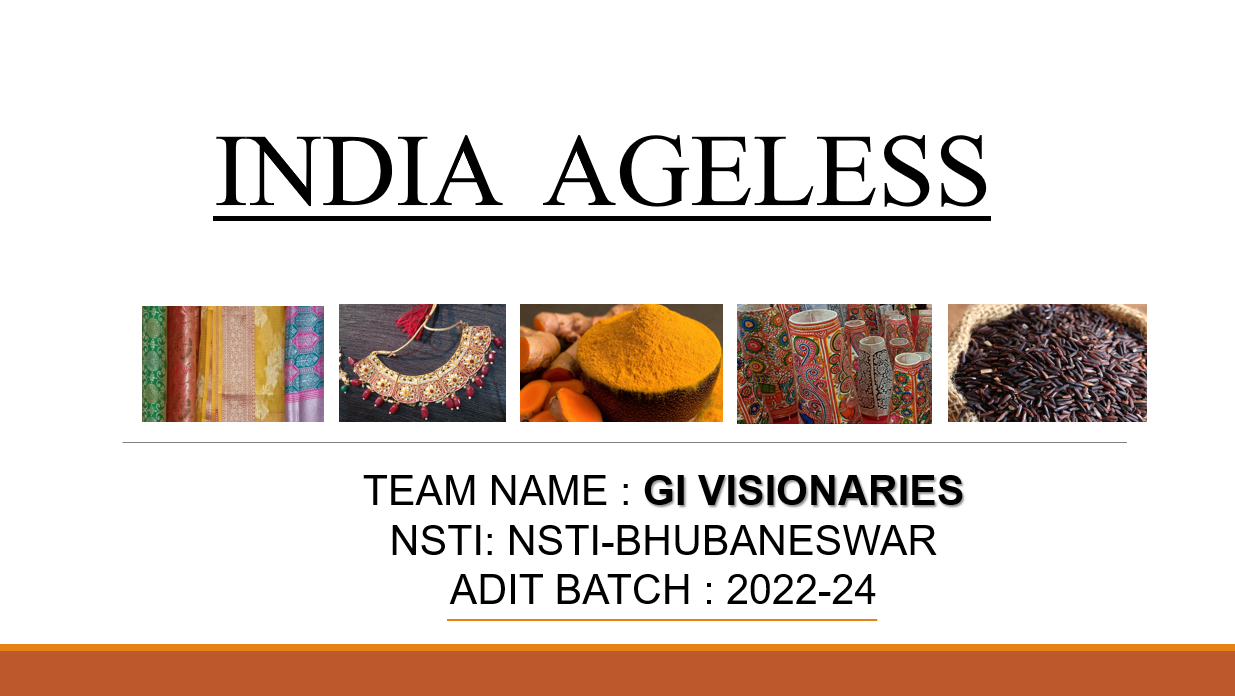 INDIA AGELESS
TEAM NAME : GI VISIONARIES
NSTI: NSTI-BHUBANESWAR
ADIT BATCH : 2022-24